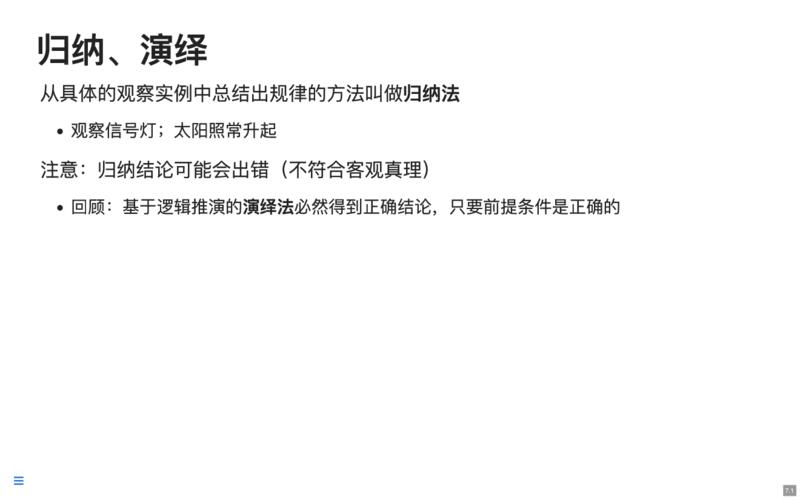 归纳、演绎
从具体的观察实例中总结出规律的方法叫做归纳法
• 观察信号灯；太阳照常升起
注意：归纳结论可能会出错（不符合客观真理）
• 回顾：基于逻辑推演的演绎法必然得到正确结论，只要前提条件是正确的
7.1